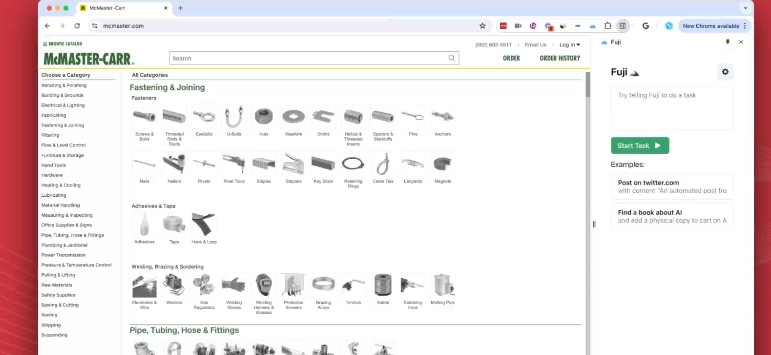 McMaster-Carr
mcmaster.com
New Chrome available
BROWSE CATALOG
(562) 692-5911
Email Us
Log in
McMASTER-CARR.
Search
ORDER
ORDER HISTORY
Choose a Category
Abrading & Polishing
Building & Grounds
Electrical & Lighting
Fabricating
Fastening & Joining
Filtering
Flow & Level Control
Furniture & Storage
Hand Tools
Hardware
Heating & Cooling
Lubricating
Material Handling
Measuring & Inspecting
Office Supplies & Signs
Pipe, Tubing, Hose & Fittings
Plumbing & Janitorial
Power Transmission
Pressure & Temperature Control
Pulling & Lifting
Raw Materials
Safety Supplies
Sawing & Cutting
Sealing
Shipping
Suspending
All Categories
Fastening & Joining
Fasteners
Screws & Bolts
Threaded Rods & Studs
Eyebolts
U-Bolts
Nuts
Washers
Shims
Helical & Threaded Inserts
Spacers & Standoffs
Pins
Anchors
Nails
Nailers
Rivets
Rivet Tools
Staples
Staplers
Key Stock
Retaining Rings
Cable Ties
Lanyards
Magnets
Adhesives & Tape
Adhesives
Tape
Hook & Loop
Welding, Brazing & Soldering
Electrodes & Wire
Welders
Gas Regulators
Welding Gloves
Welding Helmets & Glasses
Protective Screens
Brazing Alloys
Torches
Solder
Soldering Irons
Melting Pots
Pipe, Tubing, Hose & Fittings
Fuji
Fuji
Try telling Fuji to do a task
Start Task
Examples:
Post on twitter.com
with content "An automated post fro
Find a book about AI
and add a physical copy to cart on A